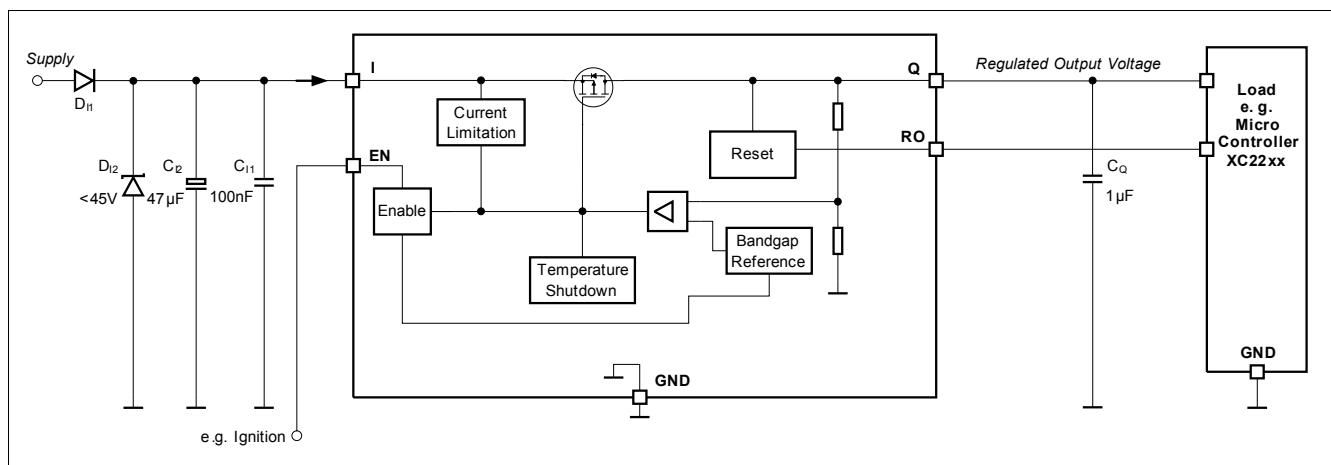 Supply
D_I1
D_I2
<45V
C_I2
47µF
C_I1
100nF
e.g. Ignition
I
EN
Current
Limitation
Enable
Temperature
Shutdown
Bandgap
Reference
Reset
Q
RO
GND
Regulated Output Voltage
C_Q
1µF
Load
e. g.
Micro
Controller
XC22xx
GND